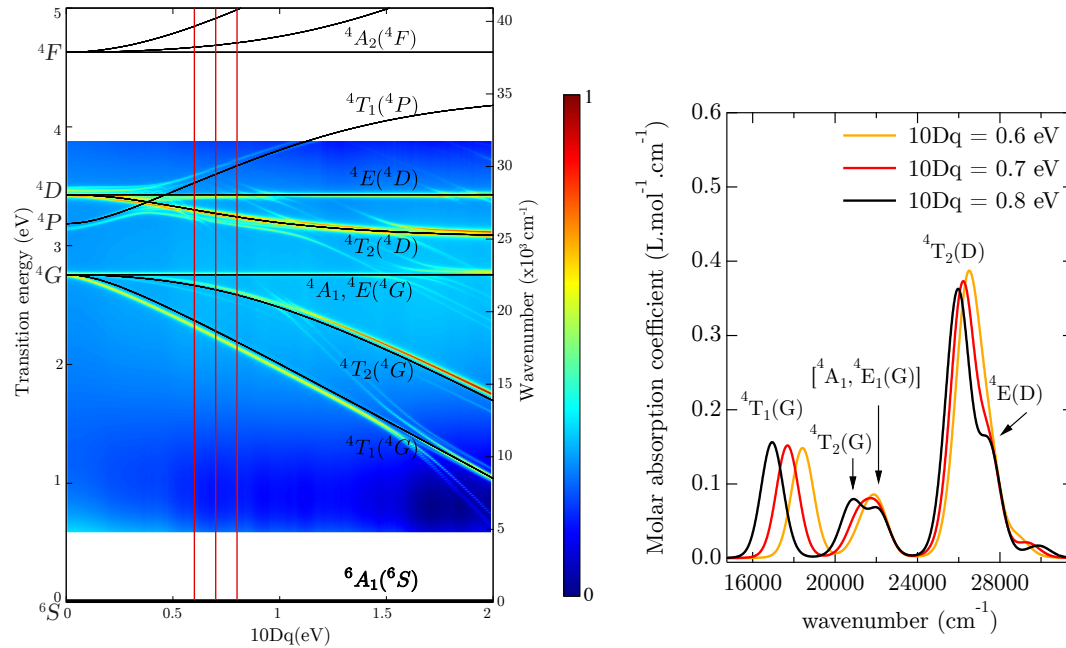 5
4
3
2
1
0
⁴F
⁴D
⁴P
⁴G
⁶S
Transition energy (eV)
⁴A₂(⁴F)
⁴T₁(⁴P)
⁴E(⁴D)
⁴T₂(⁴D)
⁴A₁,⁴E(⁴G)
⁴T₂(⁴G)
⁴T₁(⁴G)
⁶A₁(⁶S)
0 0.5 1 1.5 2
10Dq(eV)
40
35
30
25
20
15
10
5
0
Wavenumber (x10³cm⁻¹)
1
0
0.6
0.5
0.4
0.3
0.2
0.1
0.0
Molar absorption coefficient (L.mol⁻¹.cm⁻¹)
10Dq = 0.6 eV
10Dq = 0.7 eV
10Dq = 0.8 eV
⁴T₂(D)
[⁴A₁,⁴E₁(G)]
⁴E(D)
⁴T₁(G)
⁴T₂(G)
16000 20000 24000 28000
wavenumber (cm⁻¹)